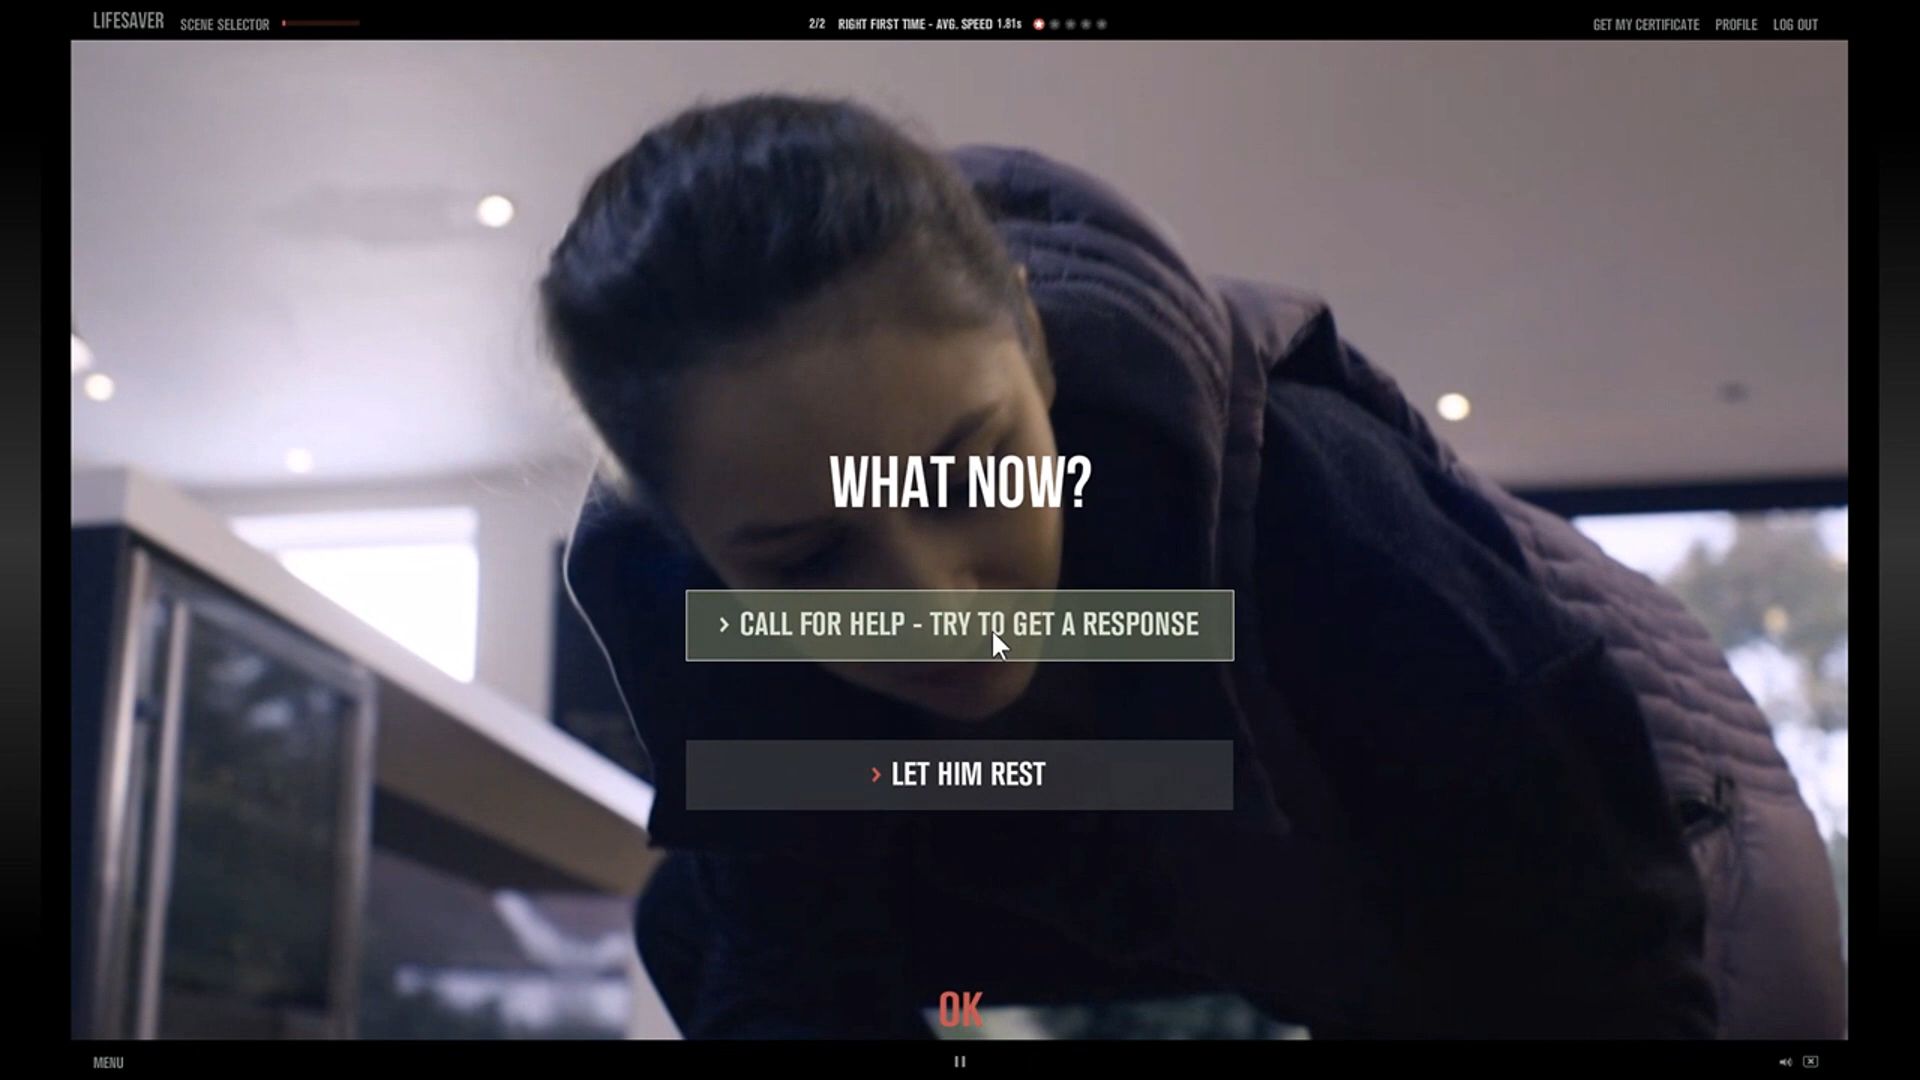 LIFESAVER SCENE SELECTOR 2/2 RIGHT FIRST TIME - AVG. SPEED 1.81s GET MY CERTIFICATE PROFILE LOG OUT
WHAT NOW?
> CALL FOR HELP - TRY TO GET A RESPONSE
> LET HIM REST
OK
MENU